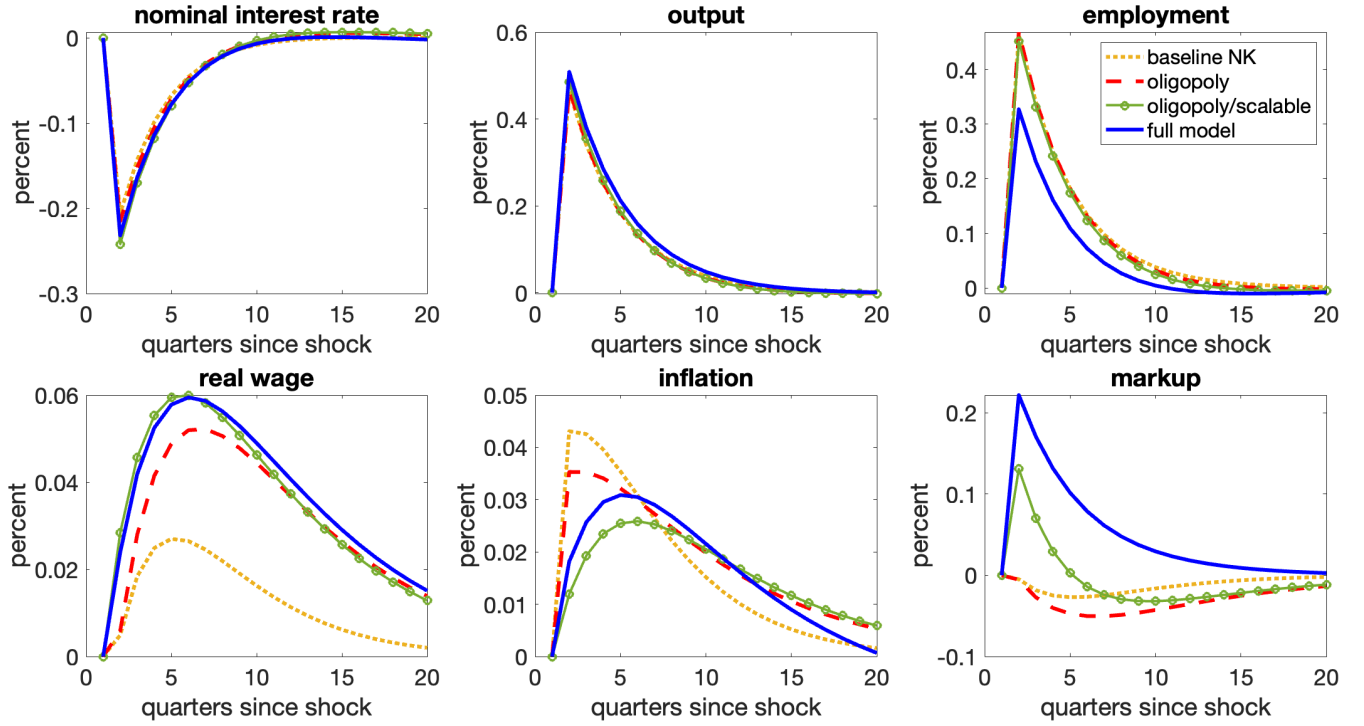 nominal interest rate
0
-0.1
-0.2
-0.3
percent
0 5 10 15 20
quarters since shock
output
0.6
0.4
0.2
0
percent
0 5 10 15 20
quarters since shock
employment
0.4
0.3
0.2
0.1
0
percent
baseline NK
oligopoly
oligopoly/scalable
full model
0 5 10 15 20
quarters since shock
real wage
0.06
0.04
0.02
0
percent
0 5 10 15 20
quarters since shock
inflation
0.05
0.04
0.03
0.02
0.01
0
percent
0 5 10 15 20
quarters since shock
markup
0.2
0.1
0
-0.1
percent
0 5 10 15 20
quarters since shock